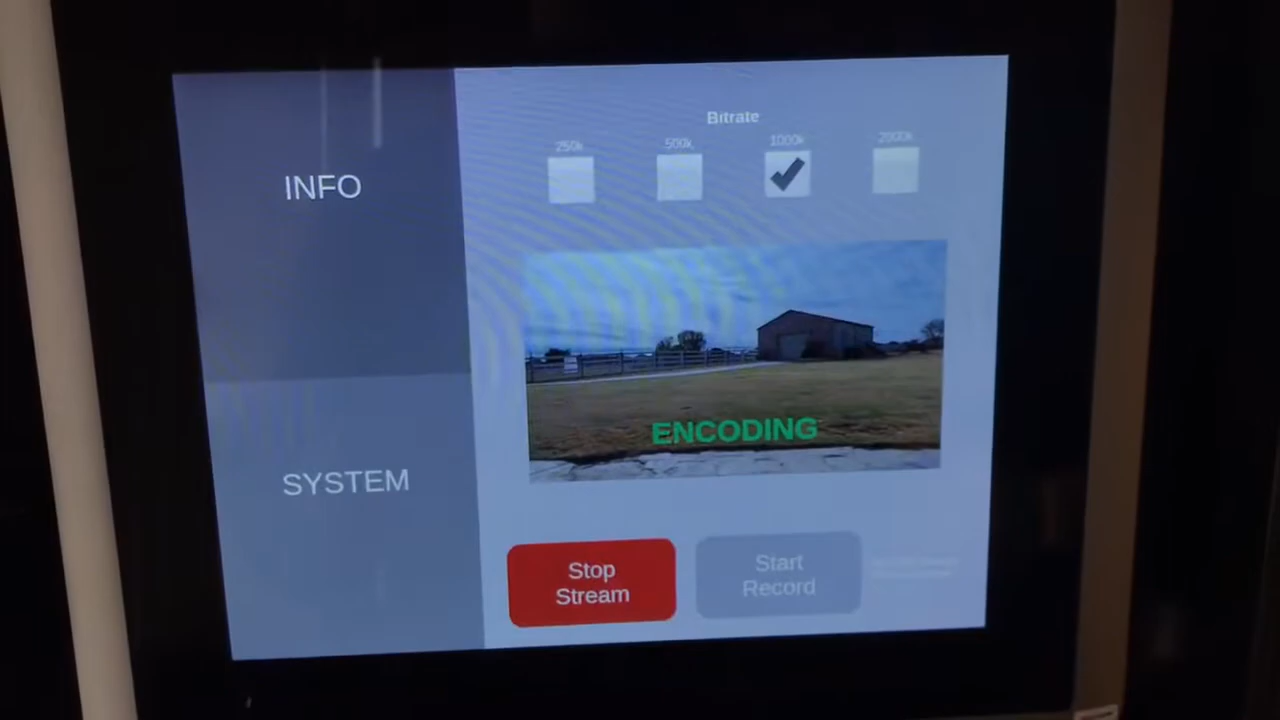 INFO
SYSTEM
Bitrate
250k
500k
1000k
2000k
ENCODING
Stop
Stream
Start
Record